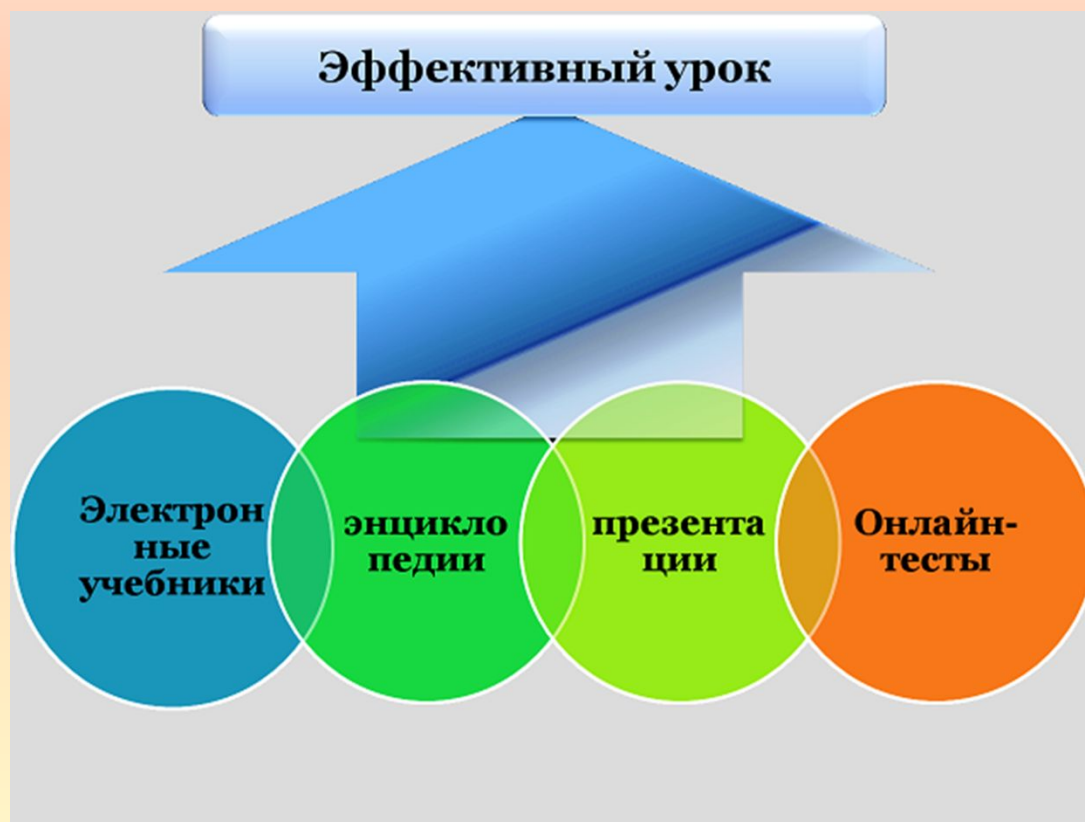 Эффективный урок
Электрон
ные
учебники
энцикло
педии
презента
ции
Онлайн-
тесты